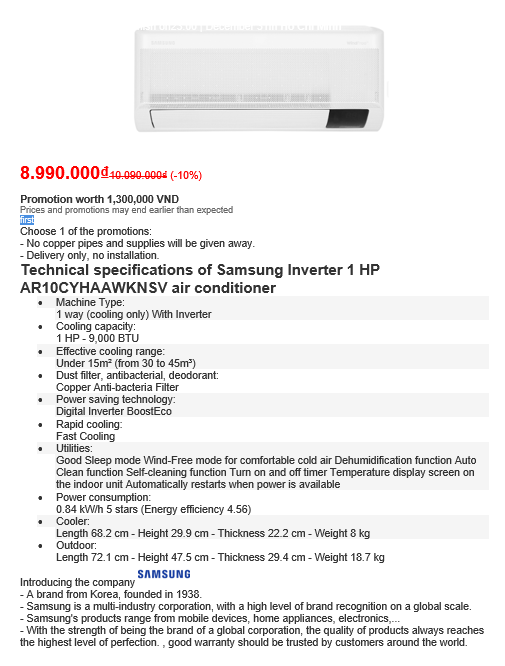 8.990.000₫ 10.090.000₫ (-10%)
Promotion worth 1,300,000 VND
Prices and promotions may end earlier than expected
first
Choose 1 of the promotions:
- No copper pipes and supplies will be given away.
- Delivery only, no installation.
Technical specifications of Samsung Inverter 1 HP
AR10CYHAAWKNSV air conditioner
• Machine Type:
1 way (cooling only) With Inverter
• Cooling capacity:
1 HP - 9,000 BTU
• Effective cooling range:
Under 15m² (from 30 to 45m³)
• Dust filter, antibacterial, deodorant:
Copper Anti-bacteria Filter
• Power saving technology:
Digital Inverter BoostEco
• Rapid cooling:
Fast Cooling
• Utilities:
Good Sleep mode Wind-Free mode for comfortable cold air Dehumidification function Auto
Clean function Self-cleaning function Turn on and off timer Temperature display screen on
the indoor unit Automatically restarts when power is available
• Power consumption:
0.84 kW/h 5 stars (Energy efficiency 4.56)
• Cooler:
Length 68.2 cm - Height 29.9 cm - Thickness 22.2 cm - Weight 8 kg
• Outdoor:
Length 72.1 cm - Height 47.5 cm - Thickness 29.4 cm - Weight 18.7 kg
Introducing the company SAMSUNG
- A brand from Korea, founded in 1938.
- Samsung is a multi-industry corporation, with a high level of brand recognition on a global scale.
- Samsung's products range from mobile devices, home appliances, electronics,...
- With the strength of being the brand of a global corporation, the quality of products always reaches
the highest level of perfection. , good warranty should be trusted by customers around the world.